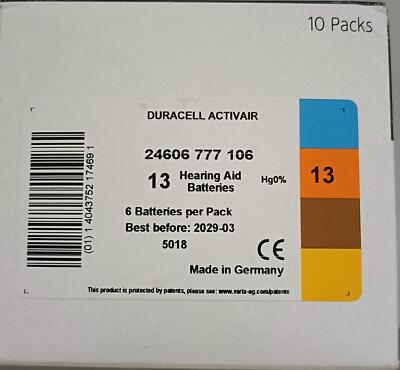 10 Packs
DURACELL ACTIVAIR
24606 777 106
13 Hearing Aid Batteries Hg0%
13
6 Batteries per Pack
Best before: 2029-03
5018
CE
Made in Germany
This product is protected by patents, please see: www.varta-ag.com/patente
(01) 1 4043752 17469 1